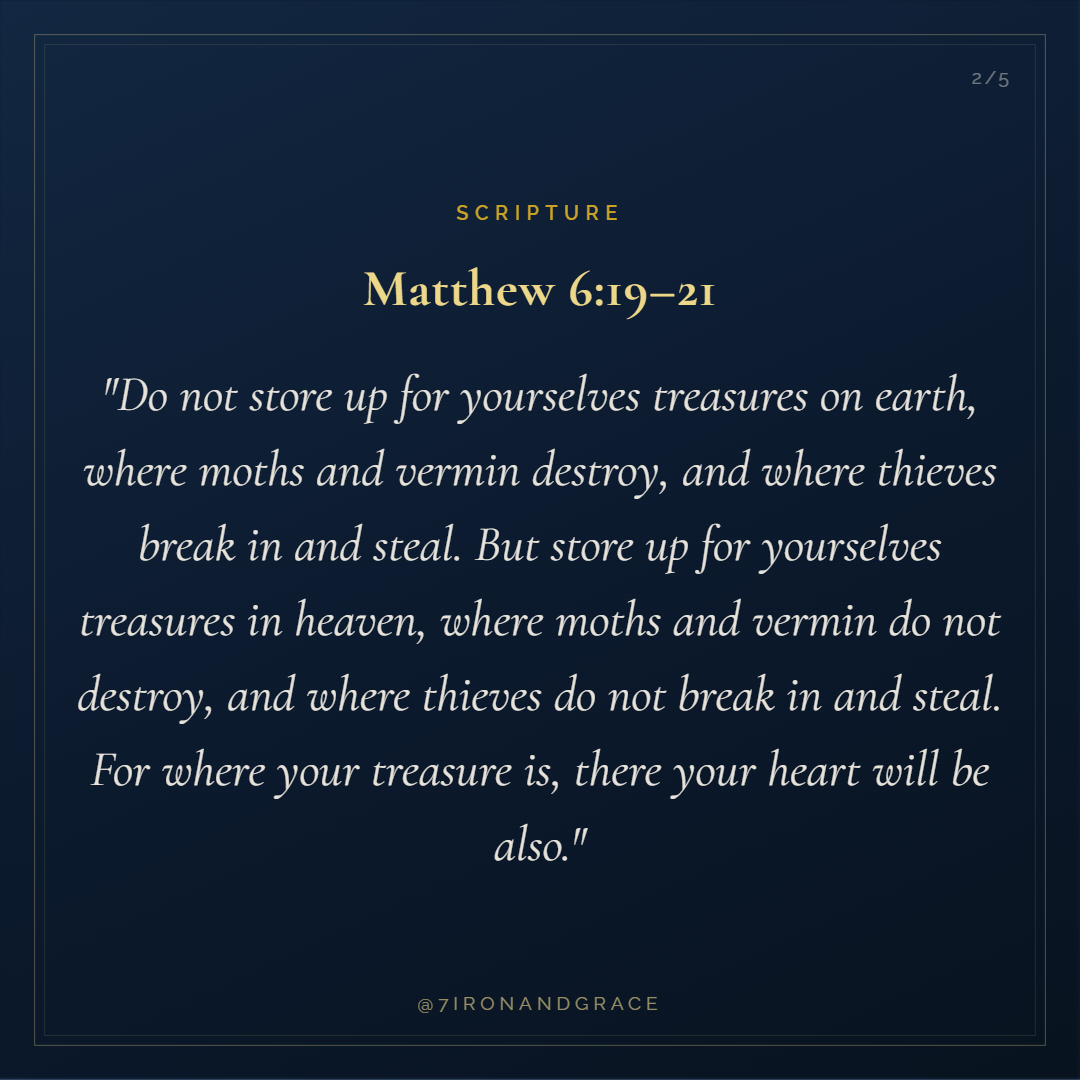 2/5
SCRIPTURE
Matthew 6:19–21
"Do not store up for yourselves treasures on earth,
where moths and vermin destroy, and where thieves
break in and steal. But store up for yourselves
treasures in heaven, where moths and vermin do not
destroy, and where thieves do not break in and steal.
For where your treasure is, there your heart will be
also."
@7IRONANDGRACE